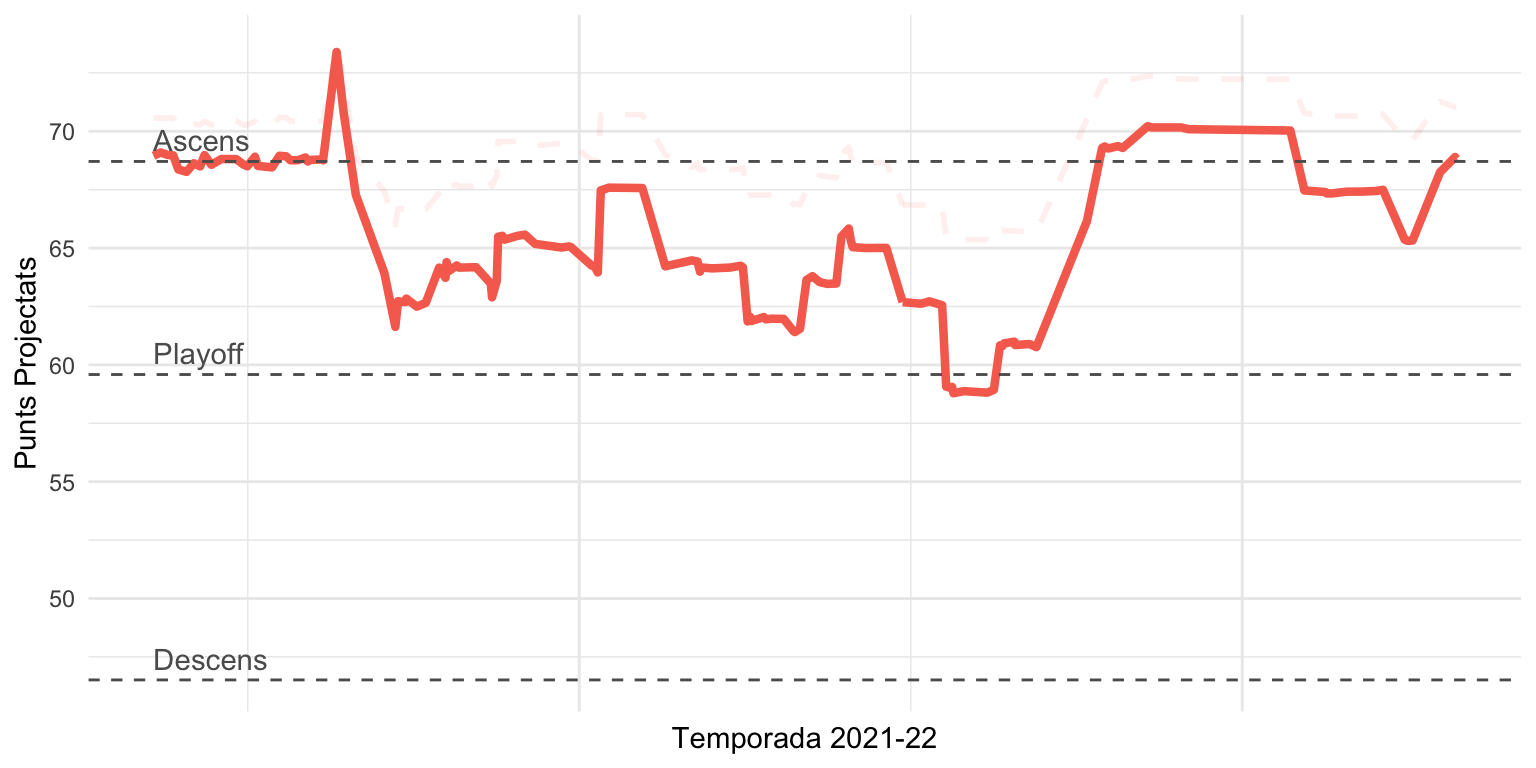 Punts Projectats
70
65
60
55
50
Ascens
Playoff
Descens
Temporada 2021-22